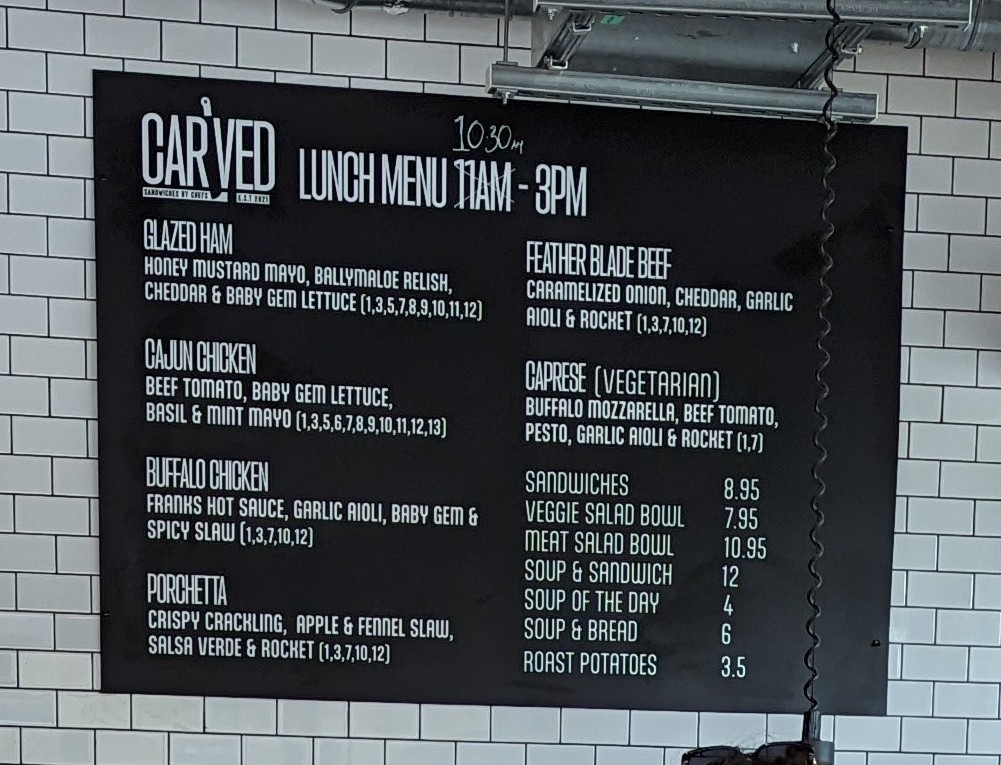 CARVED
SANDWICHES BY CHEFS E.S.T 2021
10:30AM
LUNCH MENU 11AM - 3PM
GLAZED HAM
HONEY MUSTARD MAYO, BALLYMALOE RELISH,
CHEDDAR & BABY GEM LETTUCE (1,3,5,7,8,9,10,11,12)
CAJUN CHICKEN
BEEF TOMATO, BABY GEM LETTUCE,
BASIL & MINT MAYO (1,3,5,6,7,8,9,10,11,12,13)
BUFFALO CHICKEN
FRANKS HOT SAUCE, GARLIC AIOLI, BABY GEM &
SPICY SLAW (1,3,7,10,12)
PORCHETTA
CRISPY CRACKLING, APPLE & FENNEL SLAW,
SALSA VERDE & ROCKET (1,3,7,10,12)
FEATHER BLADE BEEF
CARAMELIZED ONION, CHEDDAR, GARLIC
AIOLI & ROCKET (1,3,7,10,12)
CAPRESE (VEGETARIAN)
BUFFALO MOZZARELLA, BEEF TOMATO,
PESTO, GARLIC AIOLI & ROCKET (1,7)
SANDWICHES 8.95
VEGGIE SALAD BOWL 7.95
MEAT SALAD BOWL 10.95
SOUP & SANDWICH 12
SOUP OF THE DAY 4
SOUP & BREAD 6
ROAST POTATOES 3.5